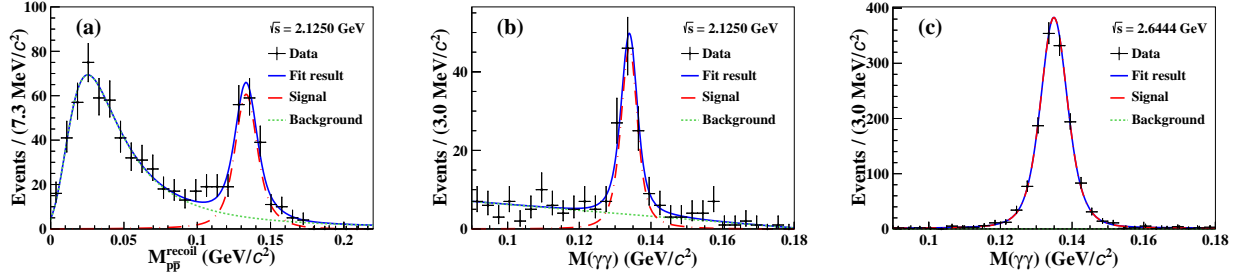 Events / (7.3 MeV/c²)
100
80
60
40
20
0
(a)
√s = 2.1250 GeV
Data
Fit result
Signal
Background
0 0.05 0.1 0.15 0.2
M_{pp̄}^{recoil} (GeV/c²)
Events / (3.0 MeV/c²)
40
20
0
(b)
√s = 2.1250 GeV
Data
Fit result
Signal
Background
0.1 0.12 0.14 0.16 0.18
M(γγ) (GeV/c²)
Events / (3.0 MeV/c²)
400
300
200
100
0
(c)
√s = 2.6444 GeV
Data
Fit result
Signal
Background
0.1 0.12 0.14 0.16 0.18
M(γγ) (GeV/c²)